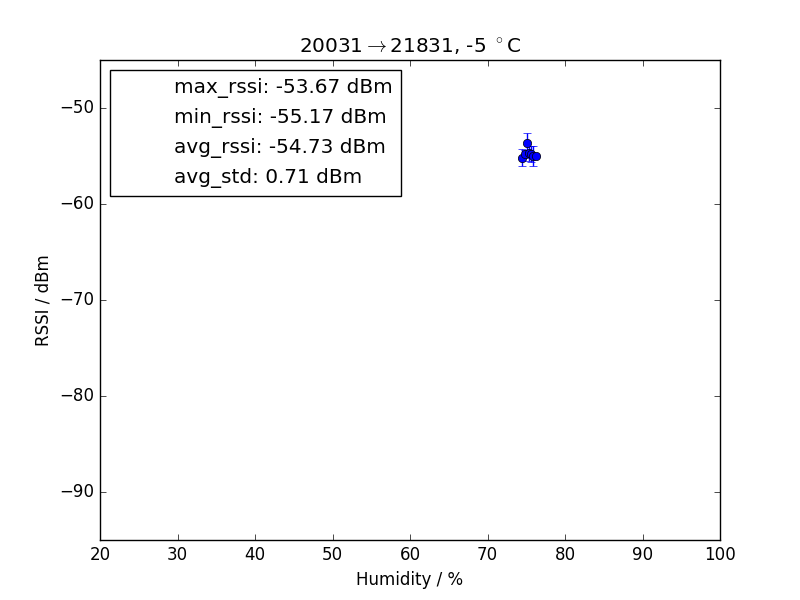 20031→21831, -5 °C
max_rssi: -53.67 dBm
min_rssi: -55.17 dBm
avg_rssi: -54.73 dBm
avg_std: 0.71 dBm
RSSI / dBm
−50
−60
−70
−80
−90
20 30 40 50 60 70 80 90 100
Humidity / %